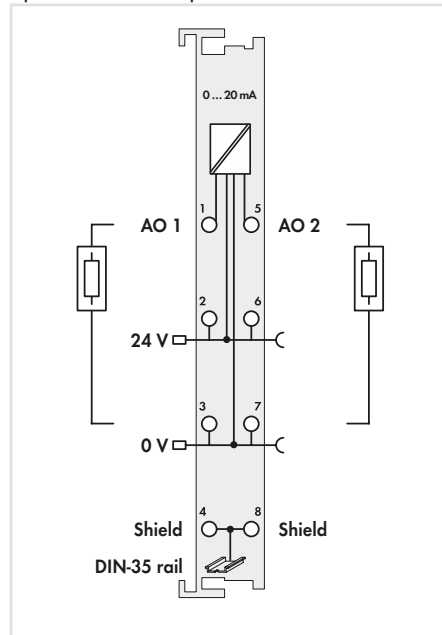 0 ... 20 mA
1 5
AO 1 AO 2
2 6
24 V
3 7
0 V
4 8
Shield Shield
DIN-35 rail